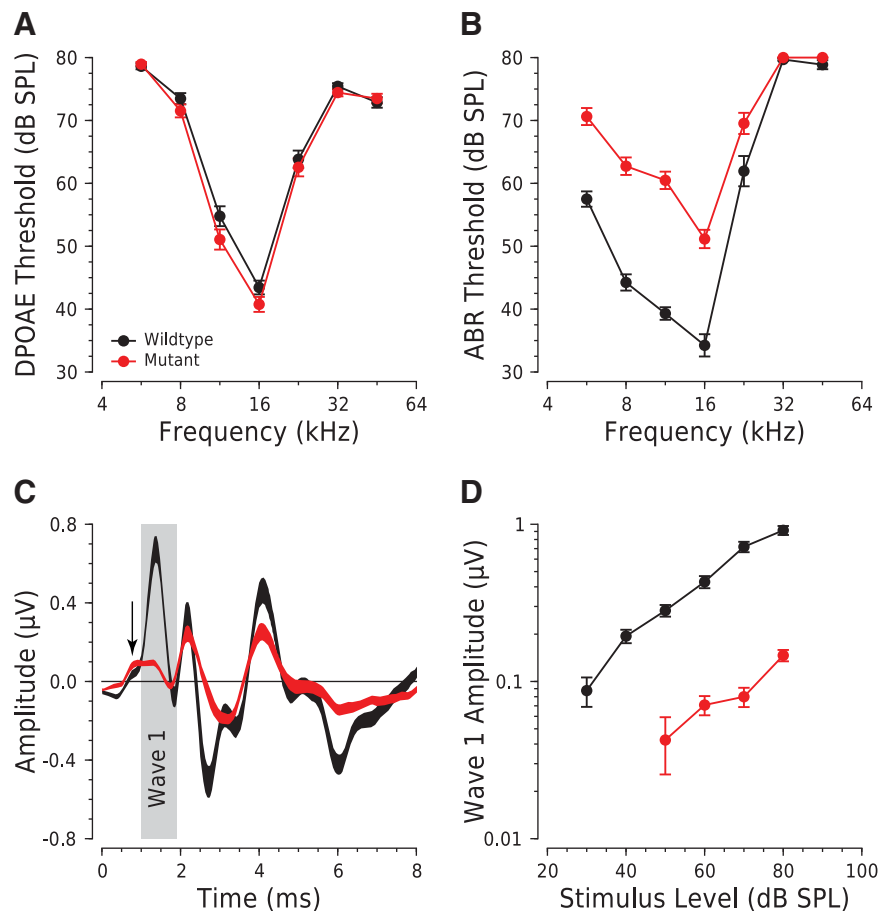 A
DPOAE Threshold (dB SPL)
80
70
60
50
40
30
Wildtype
Mutant
4 8 16 32 64
Frequency (kHz)
B
ABR Threshold (dB SPL)
80
70
60
50
40
30
4 8 16 32 64
Frequency (kHz)
C
Amplitude (μV)
0.8
0.4
0.0
-0.4
-0.8
Wave 1
0 2 4 6 8
Time (ms)
D
Wave 1 Amplitude (μV)
1
0.1
0.01
20 40 60 80 100
Stimulus Level (dB SPL)